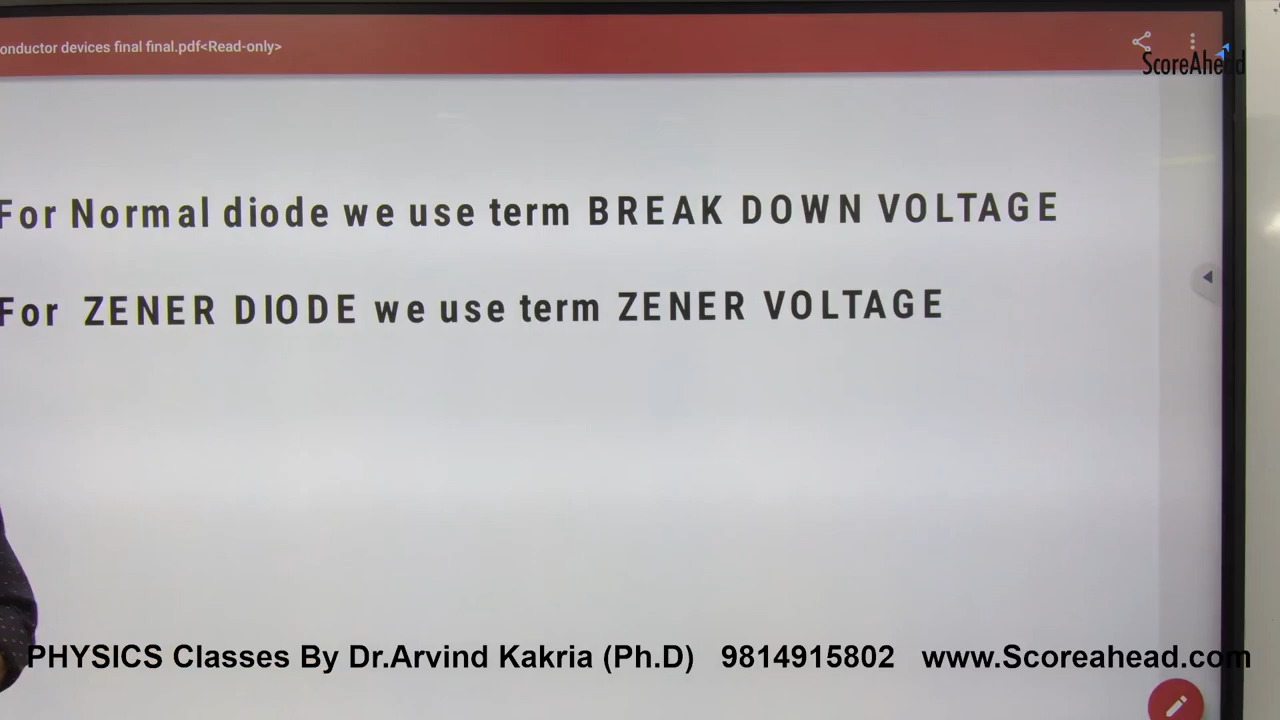 onductor devices final final.pdf<Read-only>
ScoreAhead
For Normal diode we use term BREAK DOWN VOLTAGE
For ZENER DIODE we use term ZENER VOLTAGE
PHYSICS Classes By Dr.Arvind Kakria (Ph.D) 9814915802 www.Scoreahead.com